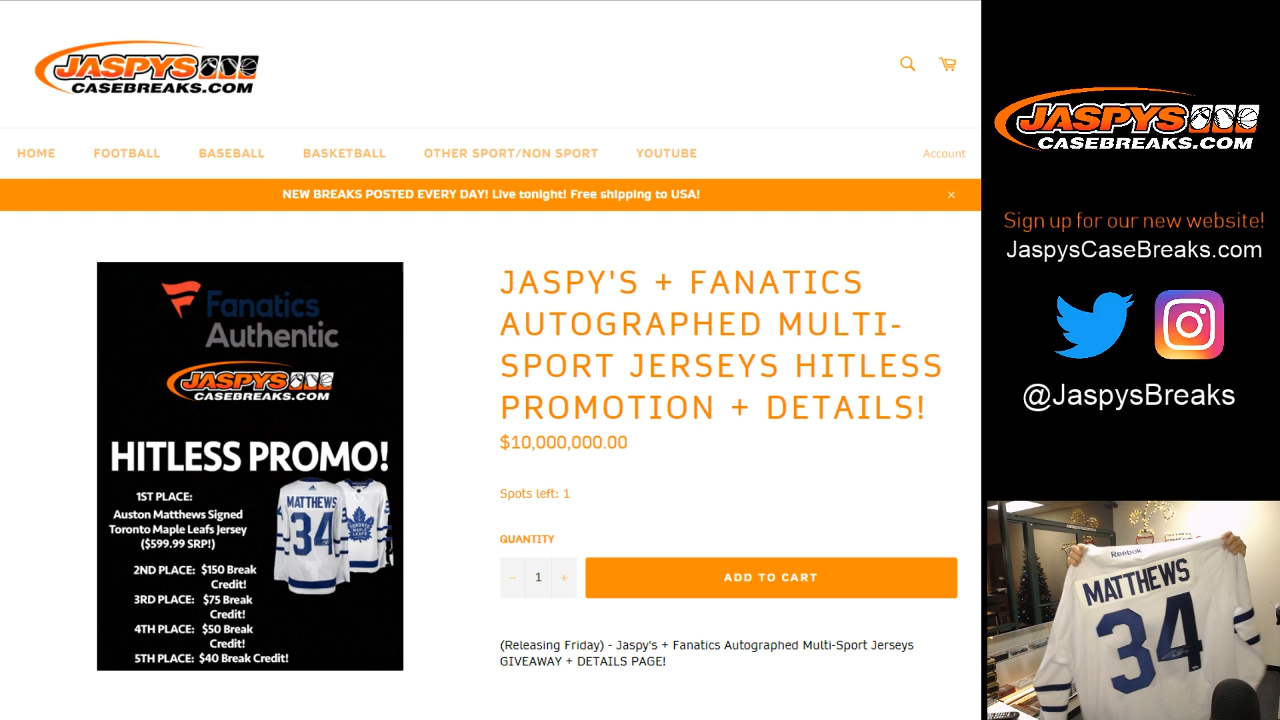 JASPYS
CASEBREAKS.COM
HOME FOOTBALL BASEBALL BASKETBALL OTHER SPORT/NON SPORT YOUTUBE Account
NEW BREAKS POSTED EVERY DAY! Live tonight! Free shipping to USA! ×
Fanatics
Authentic
JASPYS
CASEBREAKS.COM
HITLESS PROMO!
1ST PLACE:
Auston Matthews Signed
Toronto Maple Leafs Jersey
($599.99 SRP!)
2ND PLACE: $150 Break
Credit!
3RD PLACE: $75 Break
Credit!
4TH PLACE: $50 Break
Credit!
5TH PLACE: $40 Break Credit!
MATTHEWS
34
JASPY'S + FANATICS
AUTOGRAPHED MULTI-
SPORT JERSEYS HITLESS
PROMOTION + DETAILS!
$10,000,000.00
Spots left: 1
QUANTITY
− 1 + ADD TO CART
(Releasing Friday) - Jaspy's + Fanatics Autographed Multi-Sport Jerseys
GIVEAWAY + DETAILS PAGE!
JASPYS
CASEBREAKS.COM
Sign up for our new website!
JaspysCaseBreaks.com
@JaspysBreaks
Reebok
MATTHEWS
34